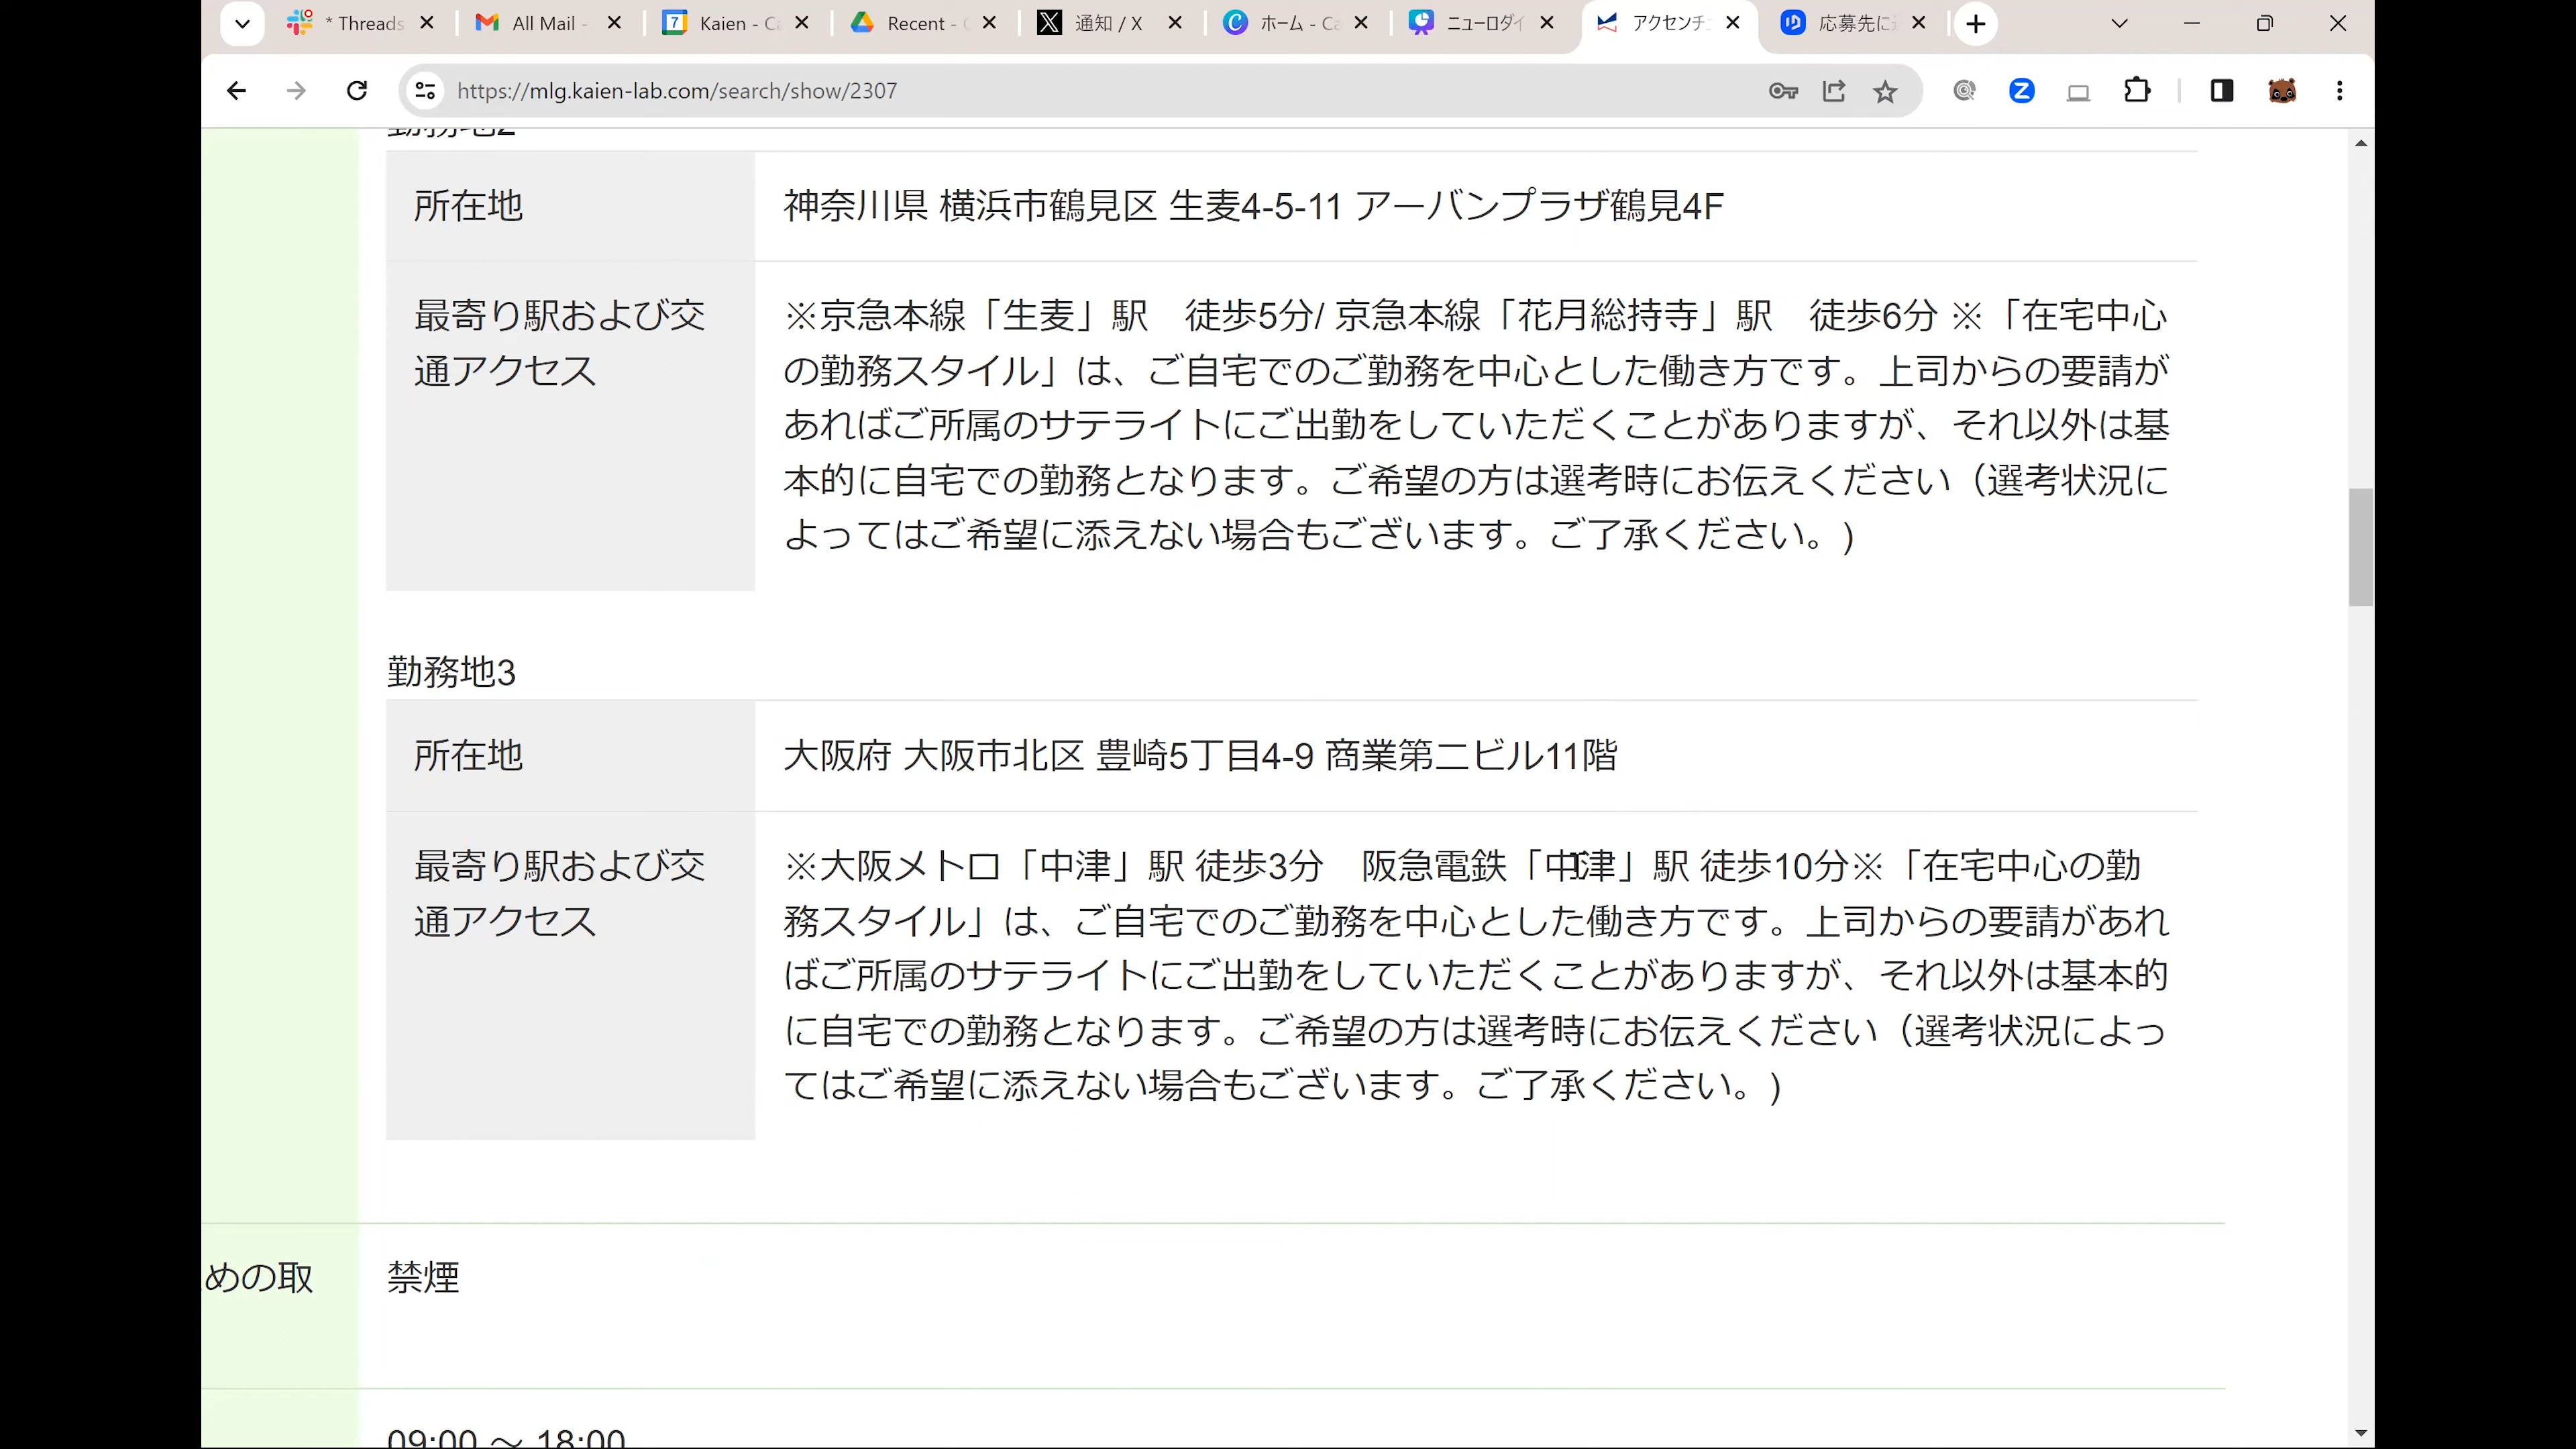 * Threads
All Mail -
Kaien - Ca
Recent -
通知 / X
ホーム - Ca
ニューロダイ
アクセンチュ
応募先に
https://mlg.kaien-lab.com/search/show/2307
勤務地2
所在地
神奈川県 横浜市鶴見区 生麦4-5-11 アーバンプラザ鶴見4F
最寄り駅および交
通アクセス
※京急本線「生麦」駅　徒歩5分/ 京急本線「花月総持寺」駅　徒歩6分 ※「在宅中心
の勤務スタイル」は、ご自宅でのご勤務を中心とした働き方です。上司からの要請が
あればご所属のサテライトにご出勤をしていただくことがありますが、それ以外は基
本的に自宅での勤務となります。ご希望の方は選考時にお伝えください（選考状況に
よってはご希望に添えない場合もございます。ご了承ください。)
勤務地3
所在地
大阪府 大阪市北区 豊崎5丁目4-9 商業第二ビル11階
最寄り駅および交
通アクセス
※大阪メトロ「中津」駅 徒歩3分　阪急電鉄「中津」駅 徒歩10分※「在宅中心の勤
務スタイル」は、ご自宅でのご勤務を中心とした働き方です。上司からの要請があれ
ばご所属のサテライトにご出勤をしていただくことがありますが、それ以外は基本的
に自宅での勤務となります。ご希望の方は選考時にお伝えください（選考状況によっ
てはご希望に添えない場合もございます。ご了承ください。)
めの取
禁煙
09:00 ～ 18:00